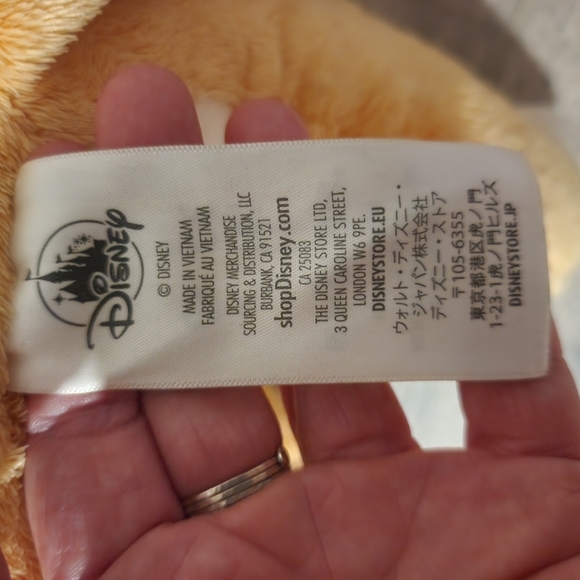 Disney
© DISNEY
MADE IN VIETNAM
FABRIQUE AU VIETNAM
DISNEY MERCHANDISE
SOURCING & DISTRIBUTION, LLC
BURBANK, CA 91521
shopDisney.com
CA 25083
THE DISNEY STORE LTD,
3 QUEEN CAROLINE STREET,
LONDON W6 9PE.
DISNEYSTORE.EU
ウォルト・ディズニー・
ジャパン株式会社
ディズニー・ストア
〒105-6355
東京都港区虎ノ門
1-23-1虎ノ門ヒルズ
DISNEYSTORE.JP